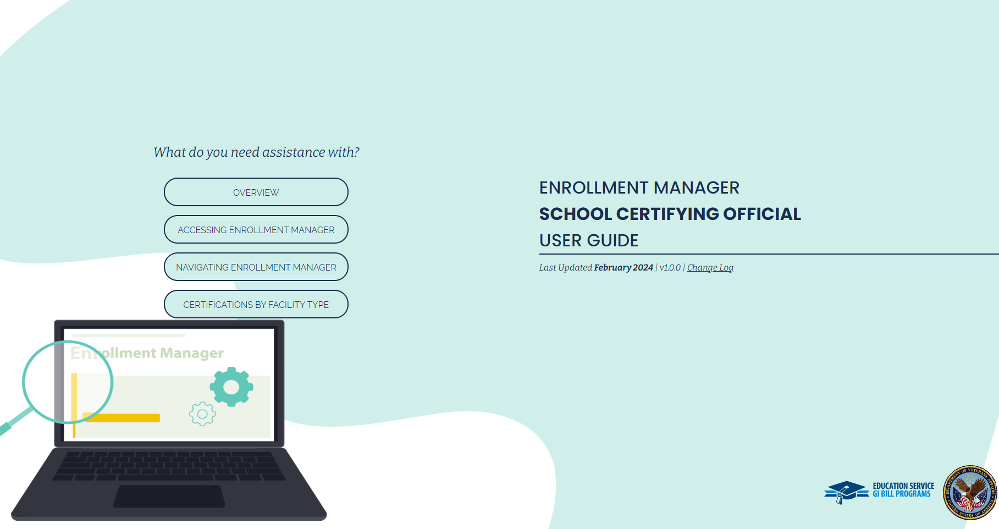 What do you need assistance with?
OVERVIEW
ACCESSING ENROLLMENT MANAGER
NAVIGATING ENROLLMENT MANAGER
CERTIFICATIONS BY FACILITY TYPE
Enrollment Manager
ENROLLMENT MANAGER
SCHOOL CERTIFYING OFFICIAL
USER GUIDE
Last Updated February 2024 | v1.0.0 | Change Log
EDUCATION SERVICE
GI BILL PROGRAMS
DEPARTMENT OF VETERANS AFFAIRS
UNITED STATES OF AMERICA